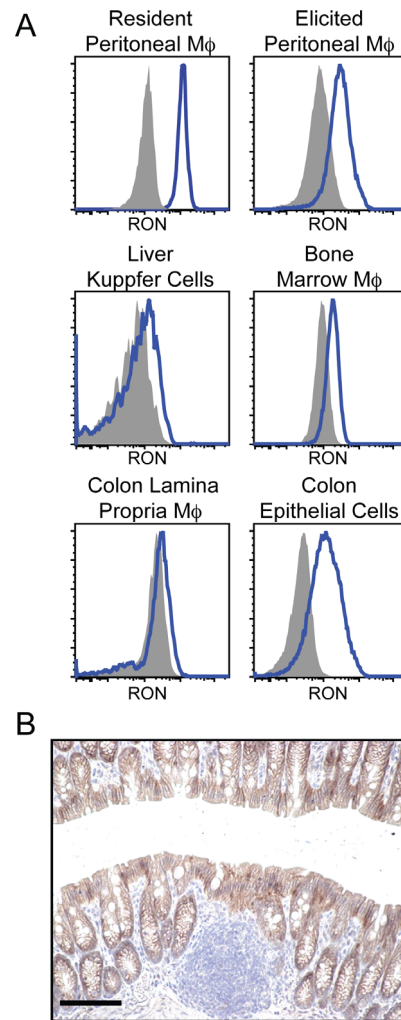 A
Resident
Peritoneal Mϕ
Elicited
Peritoneal Mϕ
RON
RON
Liver
Kuppfer Cells
Bone
Marrow Mϕ
RON
RON
Colon Lamina
Propria Mϕ
Colon
Epithelial Cells
RON
RON
B